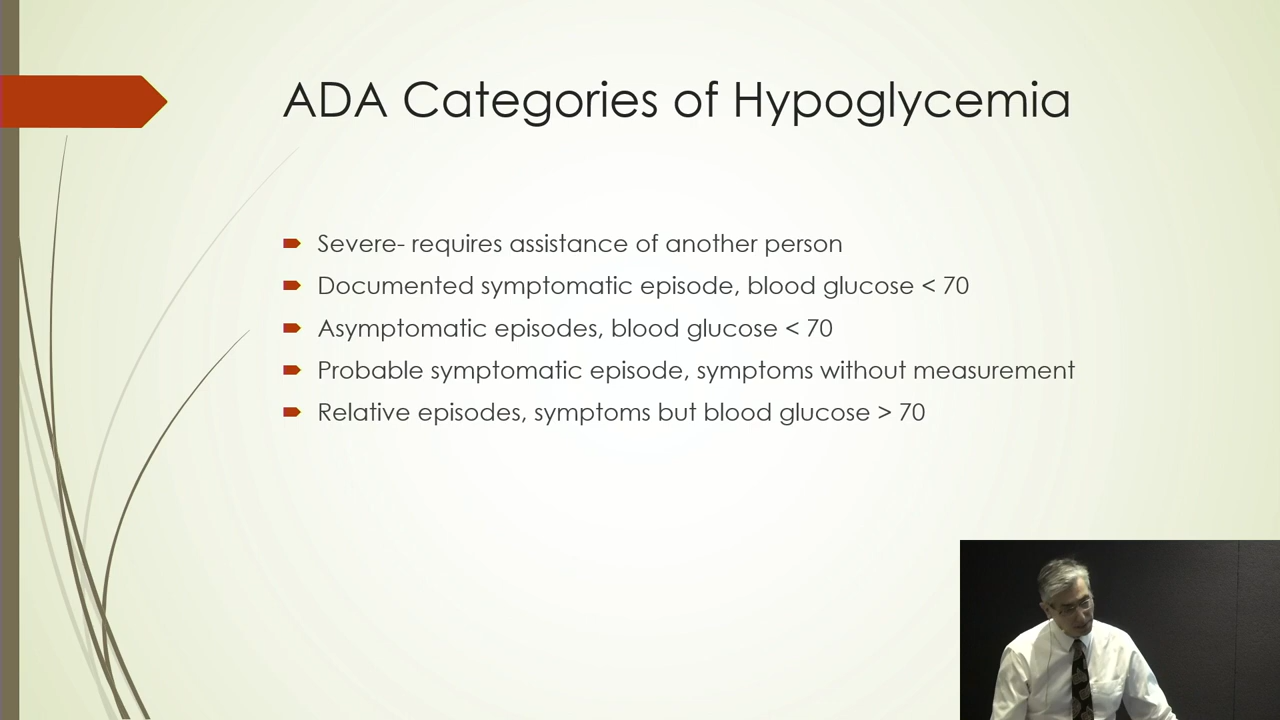 ADA Categories of Hypoglycemia
Severe- requires assistance of another person
Documented symptomatic episode, blood glucose < 70
Asymptomatic episodes, blood glucose < 70
Probable symptomatic episode, symptoms without measurement
Relative episodes, symptoms but blood glucose > 70